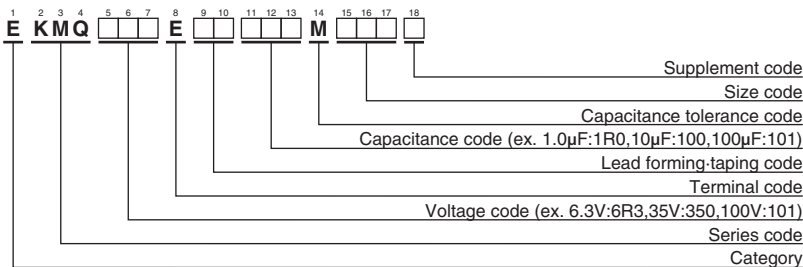 1 2 3 4 5 6 7 8 9 10 11 12 13 14 15 16 17 18
E KMQ E M
Supplement code
Size code
Capacitance tolerance code
Capacitance code (ex. 1.0μF:1R0,10μF:100,100μF:101)
Lead forming·taping code
Terminal code
Voltage code (ex. 6.3V:6R3,35V:350,100V:101)
Series code
Category